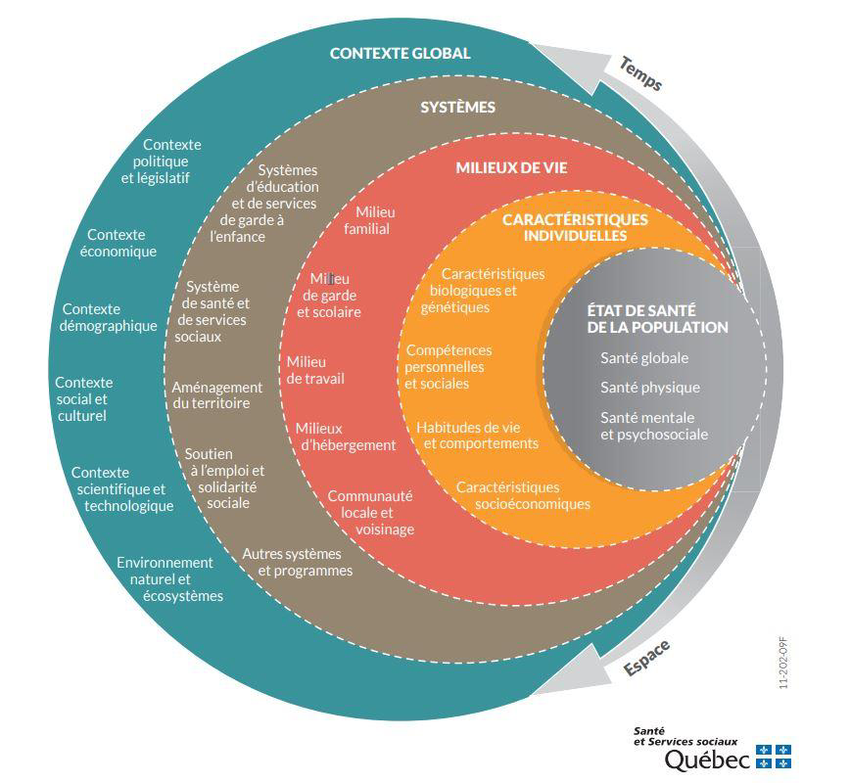 CONTEXTE GLOBAL
Contexte
politique
et législatif
Contexte
économique
Contexte
démographique
Contexte
social et
culturel
Contexte
scientifique et
technologique
Environnement
naturel et
écosystèmes
SYSTÈMES
Systèmes
d'éducation
et de services
de garde à
l'enfance
Système
de santé et
de services
sociaux
Aménagement
du territoire
Soutien
à l'emploi et
solidarité
sociale
Autres systèmes
et programmes
MILIEUX DE VIE
Milieu
familial
Milieu
de garde
et scolaire
Milieu
de travail
Milieux
d'hébergement
Communauté
locale et
voisinage
CARACTÉRISTIQUES
INDIVIDUELLES
Caractéristiques
biologiques et
génétiques
Compétences
personnelles
et sociales
Habitudes de vie
et comportements
Caractéristiques
socioéconomiques
ÉTAT DE SANTÉ
DE LA POPULATION
Santé globale
Santé physique
Santé mentale
et psychosociale
Temps
Espace
11-202-09F
Santé
et Services sociaux
Québec